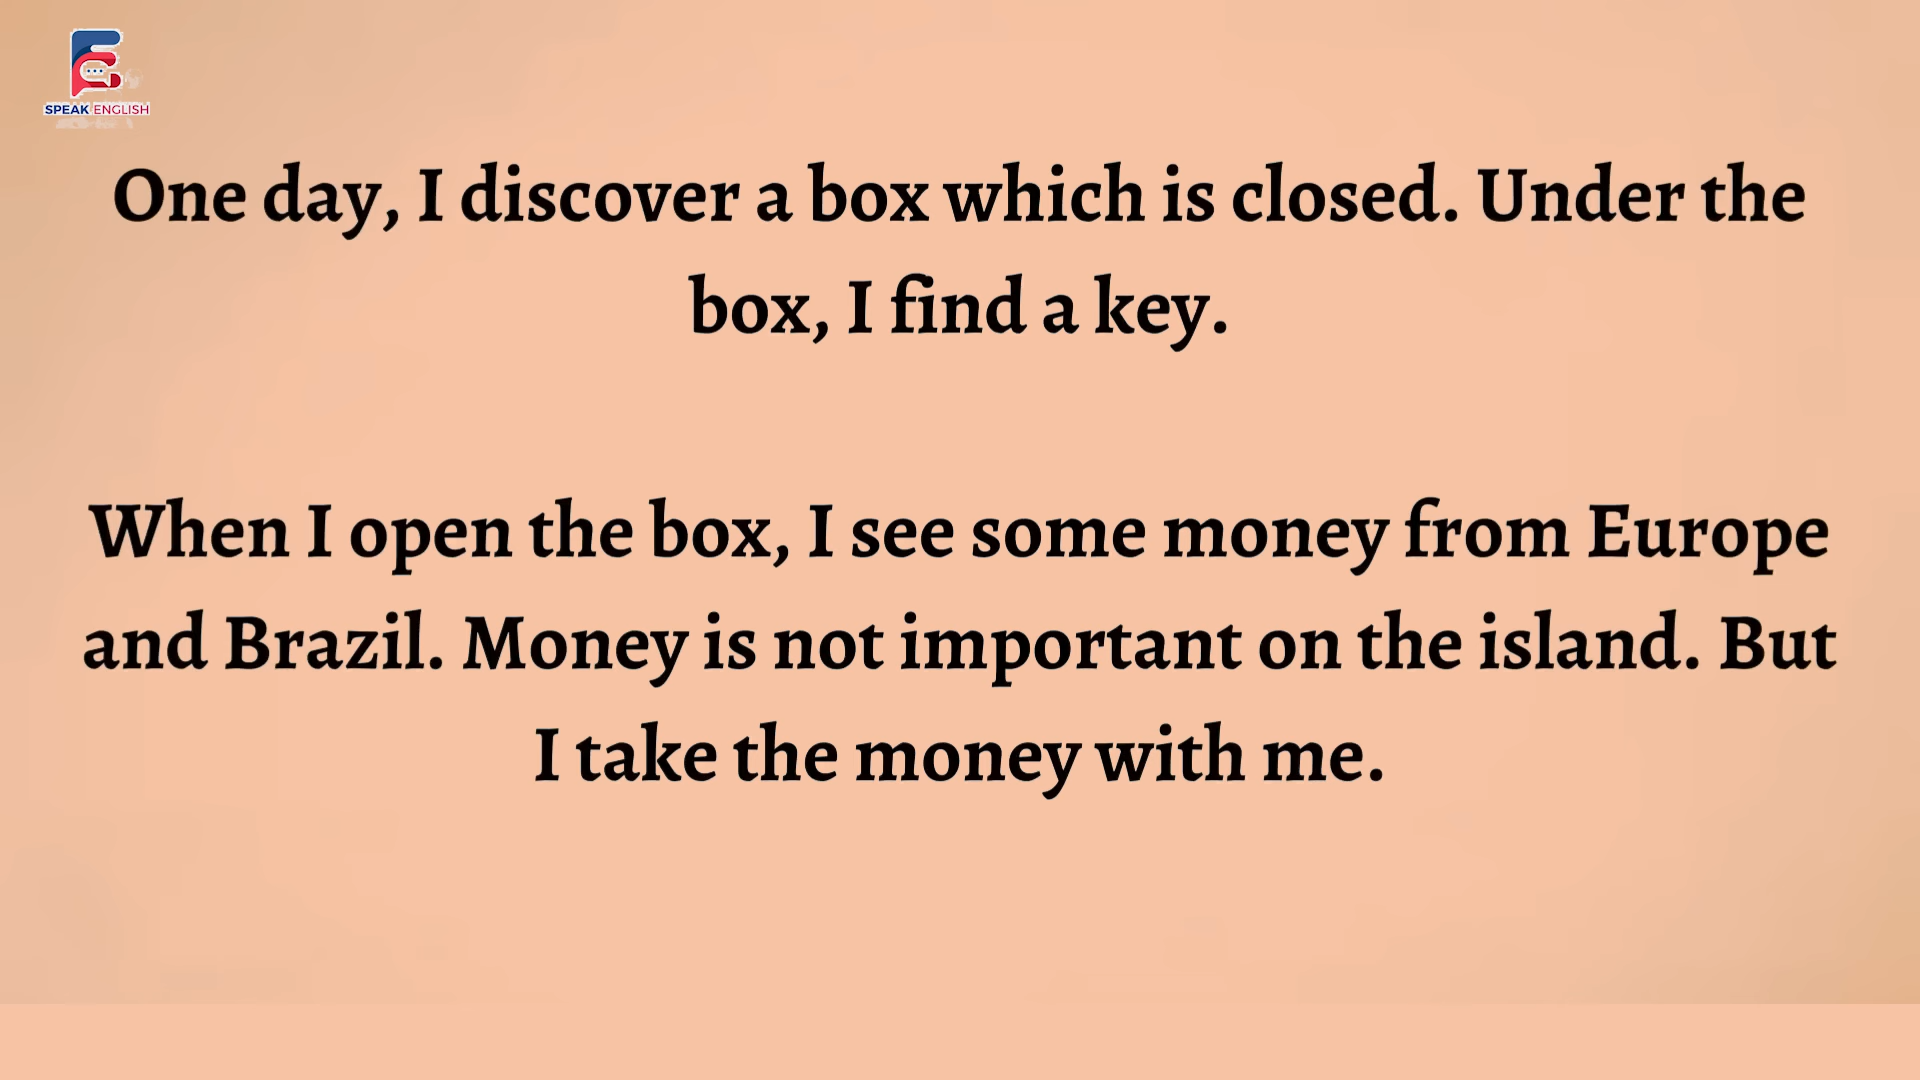 SPEAK ENGLISH
One day, I discover a box which is closed. Under the
box, I find a key.
When I open the box, I see some money from Europe
and Brazil. Money is not important on the island. But
I take the money with me.